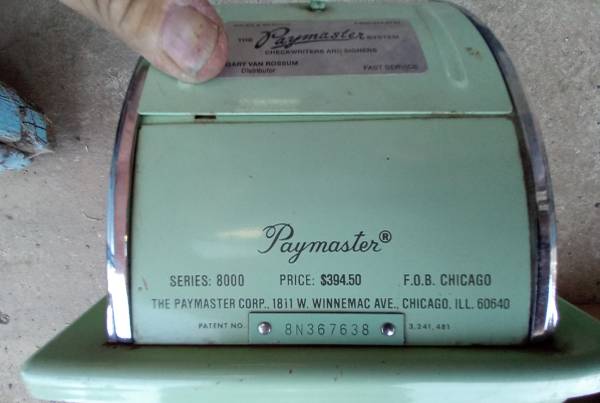 THE Paymaster SYSTEM
CHECKWRITERS AND SIGNERS
GARY VAN ROSSUM
Distributor FAST SERVICE
Paymaster®
SERIES: 8000 PRICE: $394.50 F.O.B. CHICAGO
THE PAYMASTER CORP., 1811 W. WINNEMAC AVE., CHICAGO, ILL. 60640
PATENT NO. 8N367638 3,241,481